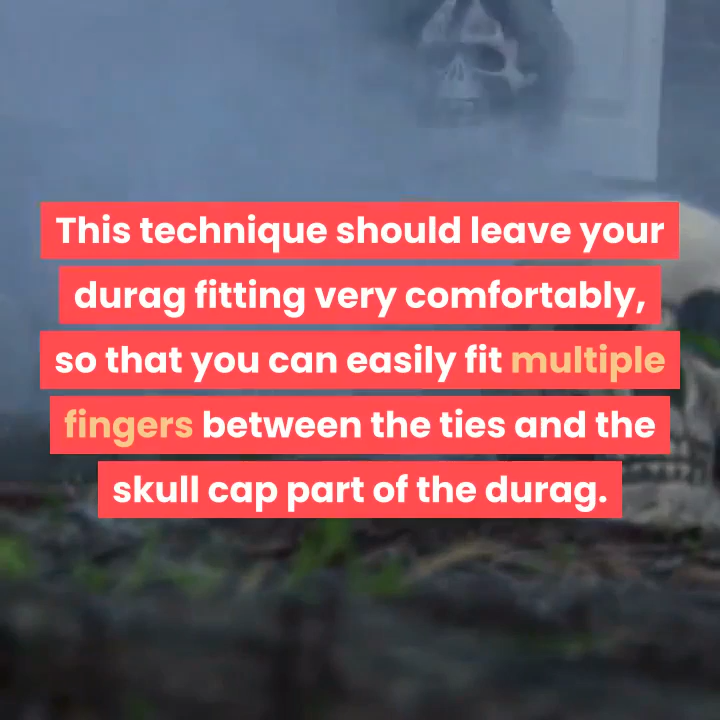 This technique should leave your
durag fitting very comfortably,
so that you can easily fit multiple
fingers between the ties and the
skull cap part of the durag.